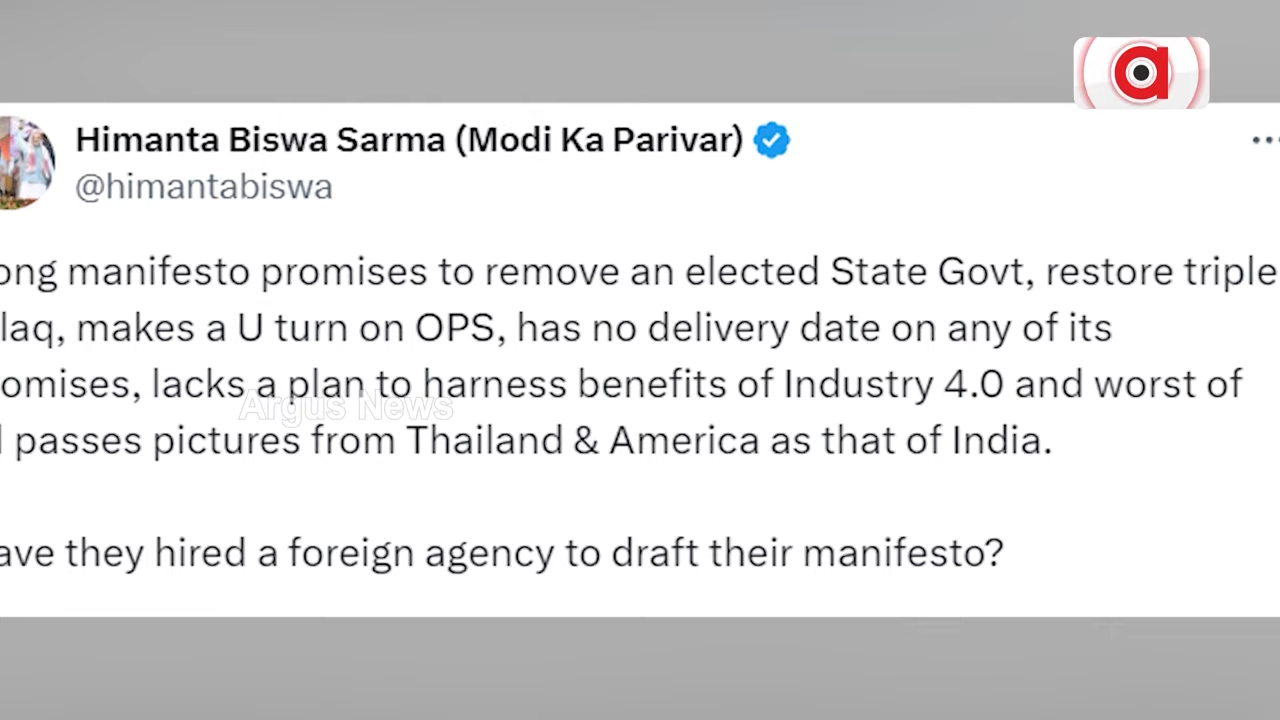 Himanta Biswa Sarma (Modi Ka Parivar)
@himantabiswa
ong manifesto promises to remove an elected State Govt, restore triple
laq, makes a U turn on OPS, has no delivery date on any of its
omises, lacks a plan to harness benefits of Industry 4.0 and worst of
l passes pictures from Thailand & America as that of India.
ave they hired a foreign agency to draft their manifesto?
Argus News
a